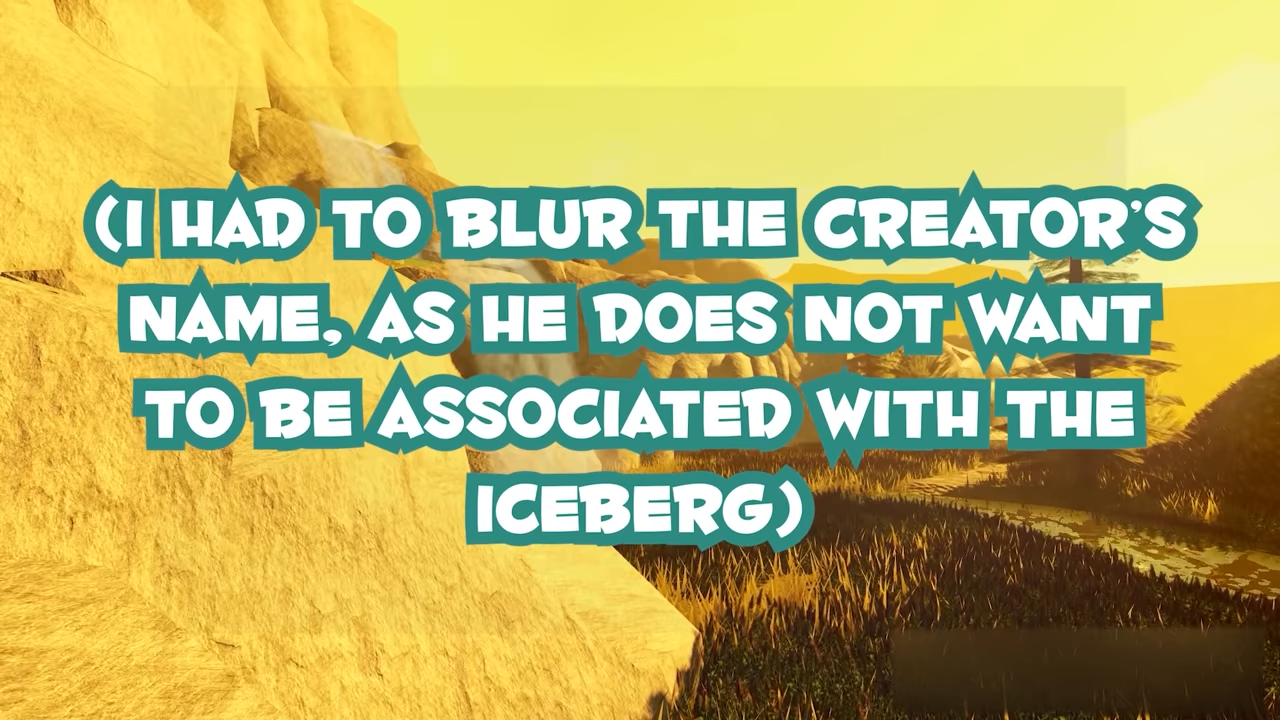 (I HAD TO BLUR THE CREATOR'S
NAME, AS HE DOES NOT WANT
TO BE ASSOCIATED WITH THE
ICEBERG)